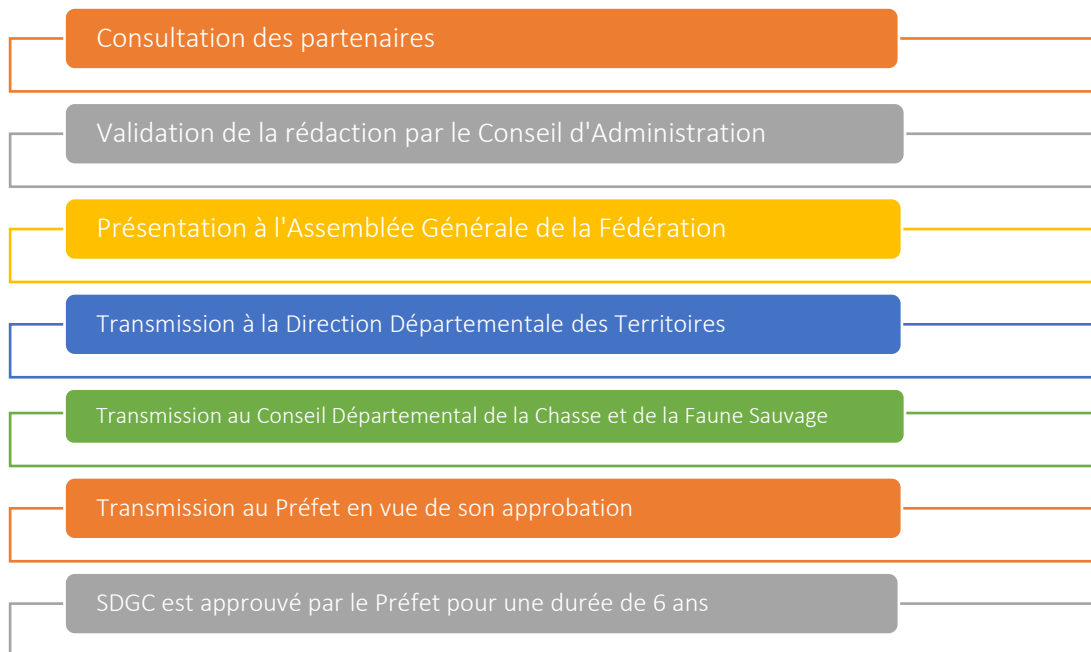 Consultation des partenaires
Validation de la rédaction par le Conseil d'Administration
Présentation à l'Assemblée Générale de la Fédération
Transmission à la Direction Départementale des Territoires
Transmission au Conseil Départemental de la Chasse et de la Faune Sauvage
Transmission au Préfet en vue de son approbation
SDGC est approuvé par le Préfet pour une durée de 6 ans